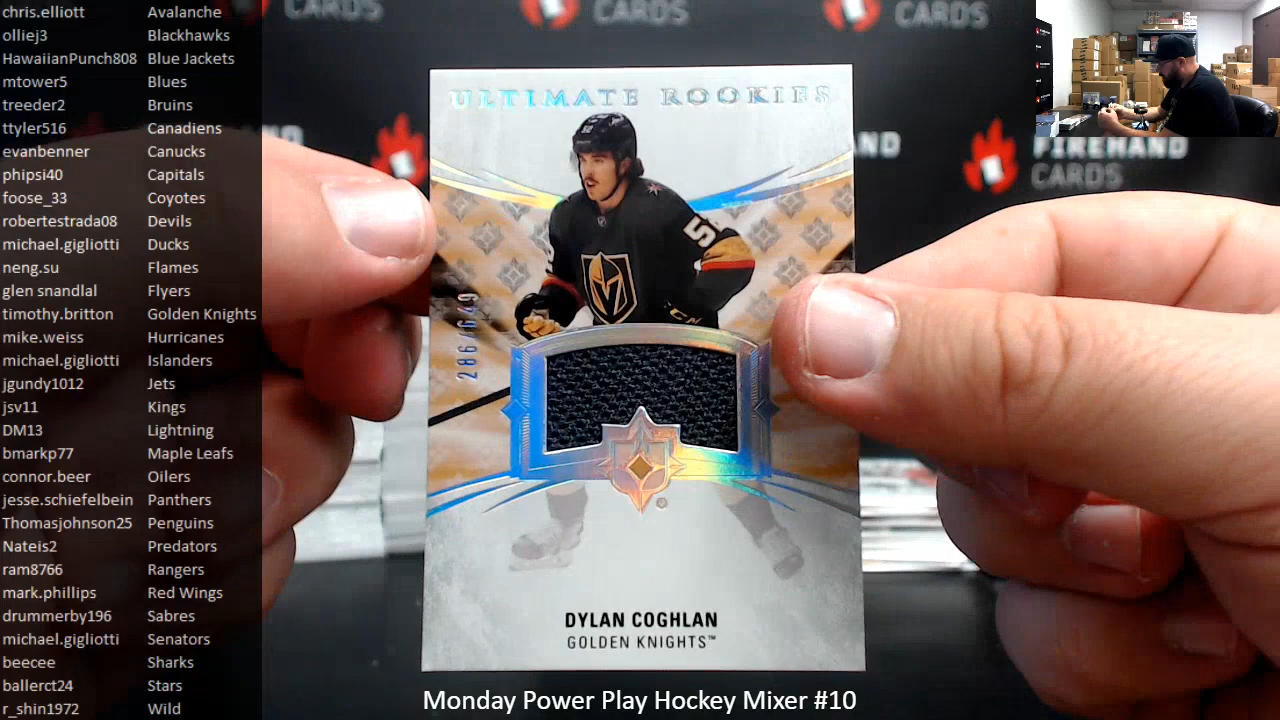 chris.elliott Avalanche
olliej3 Blackhawks
HawaiianPunch808 Blue Jackets
mtower5 Blues
treeder2 Bruins
ttyler516 Canadiens
evanbenner Canucks
phipsi40 Capitals
foose_33 Coyotes
robertestrada08 Devils
michael.gigliotti Ducks
neng.su Flames
glen snandlal Flyers
timothy.britton Golden Knights
mike.weiss Hurricanes
michael.gigliotti Islanders
jgundy1012 Jets
jsv11 Kings
DM13 Lightning
bmarkp77 Maple Leafs
connor.beer Oilers
jesse.schiefelbein Panthers
Thomasjohnson25 Penguins
Nateis2 Predators
ram8766 Rangers
mark.phillips Red Wings
drummerby196 Sabres
michael.gigliotti Senators
beecee Sharks
ballerct24 Stars
r_shin1972 Wild
CARDS
CARDS
CARDS
FIREHAND
CARDS
ULTIMATE ROOKIES
286/649
DYLAN COGHLAN
GOLDEN KNIGHTS™
Monday Power Play Hockey Mixer #10